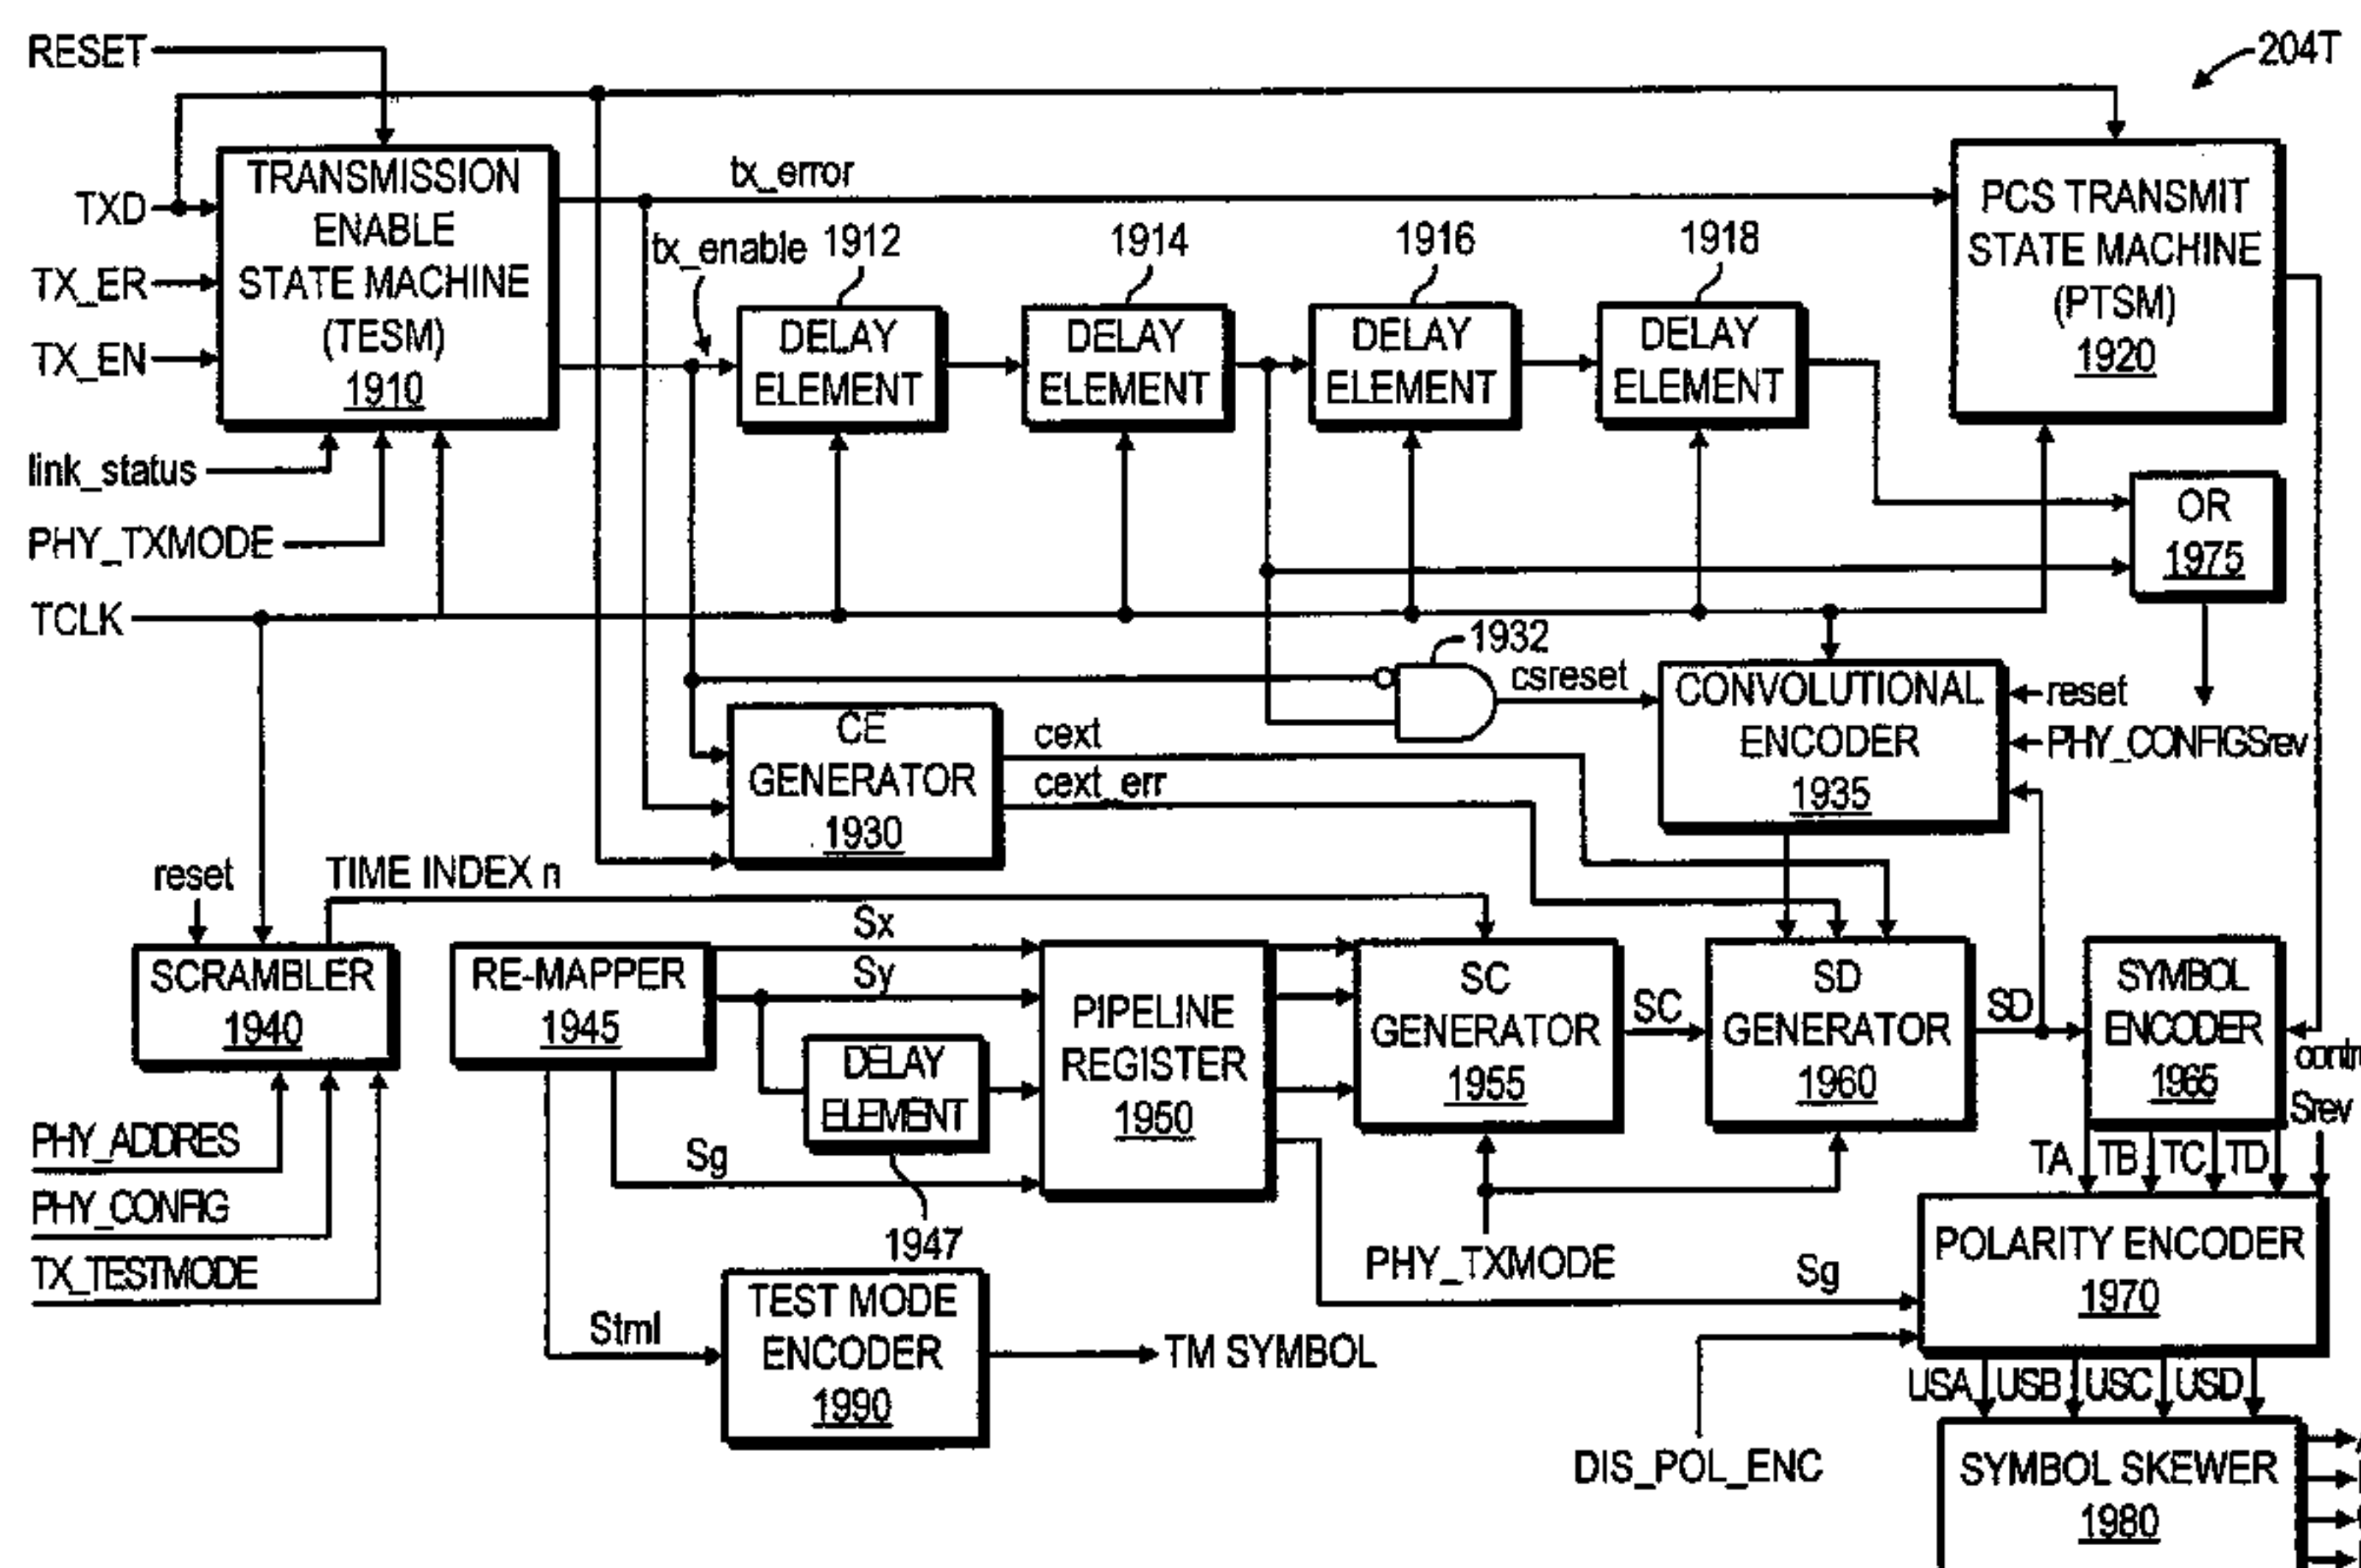 RESET
204T
TXD
TX_ER
TX_EN
TRANSMISSION
ENABLE
STATE MACHINE
(TESM)
1910
tx_error
tx_enable
1912
DELAY
ELEMENT
1914
DELAY
ELEMENT
1916
DELAY
ELEMENT
1918
DELAY
ELEMENT
PCS TRANSMIT
STATE MACHINE
(PTSM)
1920
link_status
PHY_TXMODE
TCLK
OR
1975
1932
csreset
CONVOLUTIONAL
ENCODER
1935
reset
PHY_CONFIGSrev
CE
GENERATOR
1930
cext
cext_err
reset
TIME INDEX n
SCRAMBLER
1940
RE-MAPPER
1945
Sx
Sy
DELAY
ELEMENT
1947
Sg
PIPELINE
REGISTER
1950
SC
GENERATOR
1955
SC
SD
GENERATOR
1960
SD
SYMBOL
ENCODER
1965
contr
Srev
PHY_ADDRES
PHY_CONFIG
TX_TESTMODE
TA TB TC TD
PHY_TXMODE
Sg
POLARITY ENCODER
1970
Stml
TEST MODE
ENCODER
1990
TM SYMBOL
USA USB USC USD
DIS_POL_ENC
SYMBOL SKEWER
1980